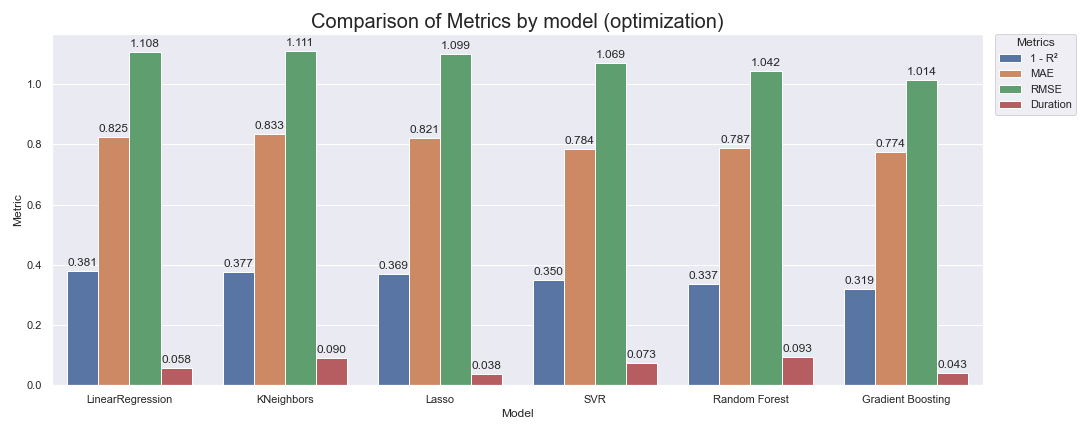 Comparison of Metrics by model (optimization)
Metrics
1 - R²
MAE
RMSE
Duration
Metric
1.0
0.8
0.6
0.4
0.2
0.0
0.381
0.825
1.108
0.058
0.377
0.833
1.111
0.090
0.369
0.821
1.099
0.038
0.350
0.784
1.069
0.073
0.337
0.787
1.042
0.093
0.319
0.774
1.014
0.043
LinearRegression
KNeighbors
Lasso
SVR
Random Forest
Gradient Boosting
Model